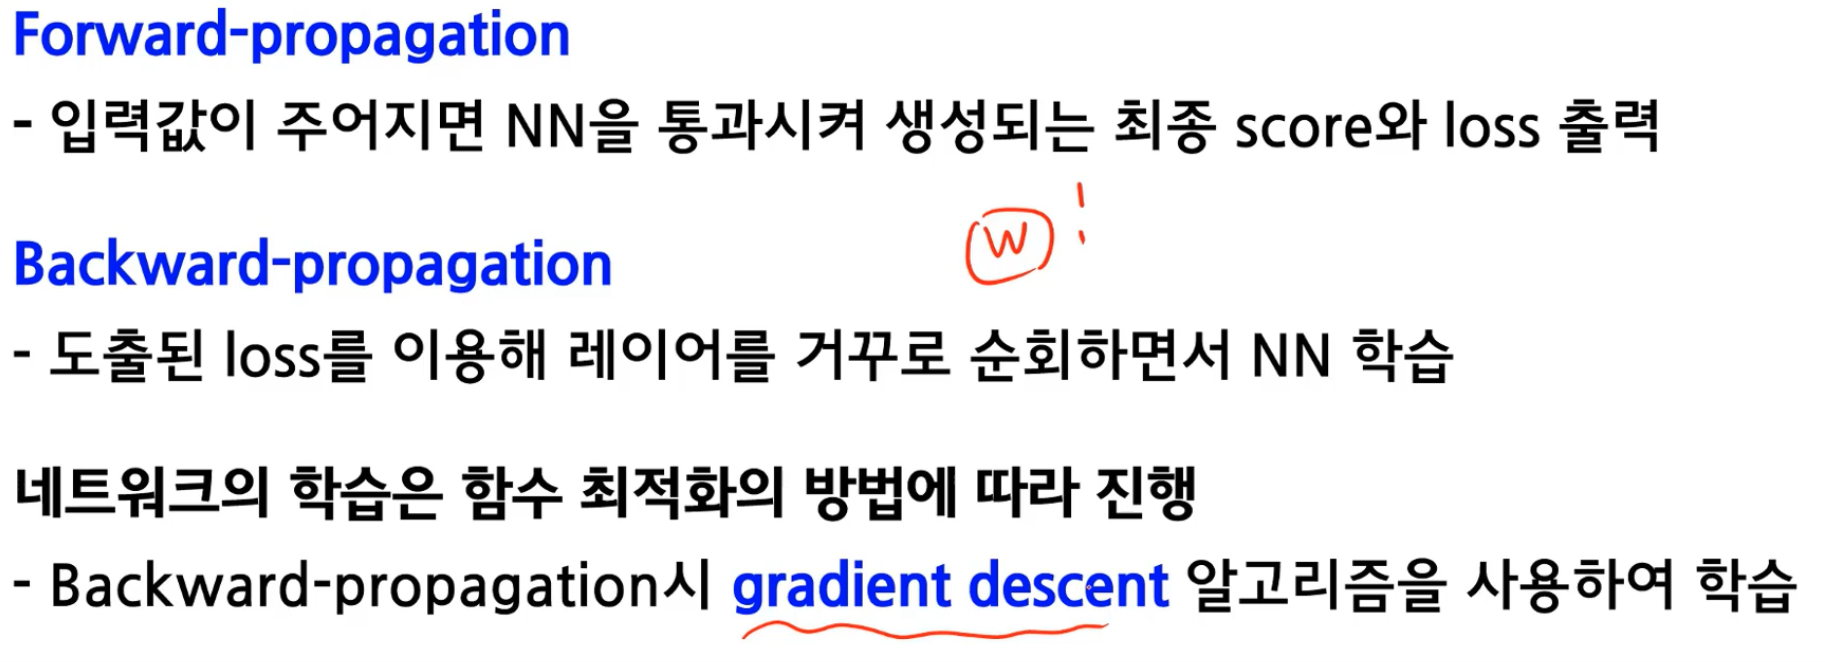 Forward-propagation
- 입력값이 주어지면 NN을 통과시켜 생성되는 최종 score와 loss 출력
W !
Backward-propagation
- 도출된 loss를 이용해 레이어를 거꾸로 순회하면서 NN 학습
네트워크의 학습은 함수 최적화의 방법에 따라 진행
- Backward-propagation시 gradient descent 알고리즘을 사용하여 학습